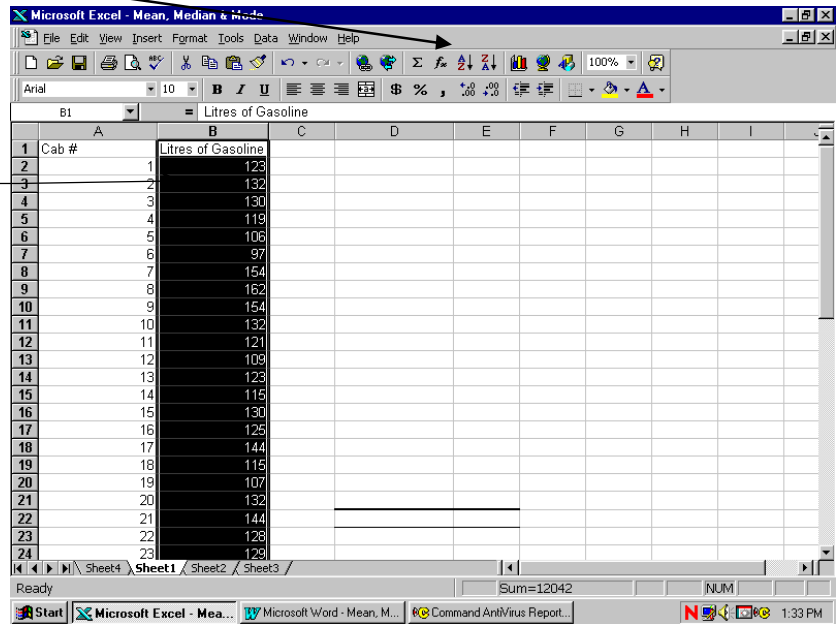 Microsoft Excel - Mean, Median & Mode
File Edit View Insert Format Tools Data Window Help
100%
Arial 10 B I U $ % ,
B1 = Litres of Gasoline
A B C D E F G H I
1 Cab # Litres of Gasoline
2 1 123
3 2 132
4 3 130
5 4 119
6 5 106
7 6 97
8 7 154
9 8 162
10 9 154
11 10 132
12 11 121
13 12 109
14 13 123
15 14 115
16 15 130
17 16 125
18 17 144
19 18 115
20 19 107
21 20 132
22 21 144
23 22 128
24 23 129
Sheet4 Sheet1 Sheet2 Sheet3
Ready Sum=12042 NUM
Start Microsoft Excel - Mea... Microsoft Word - Mean, M... Command AntiVirus Report... 1:33 PM